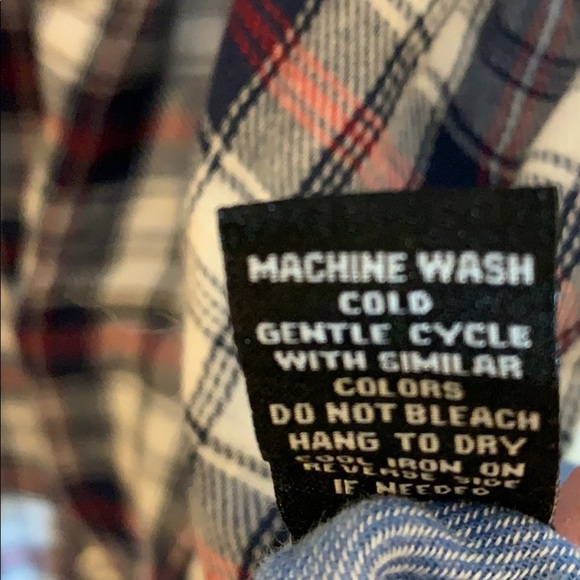 MACHINE WASH
COLD
GENTLE CYCLE
WITH SIMILAR
COLORS
DO NOT BLEACH
HANG TO DRY
COOL IRON ON
REVERSE SIDE
IF NEEDED